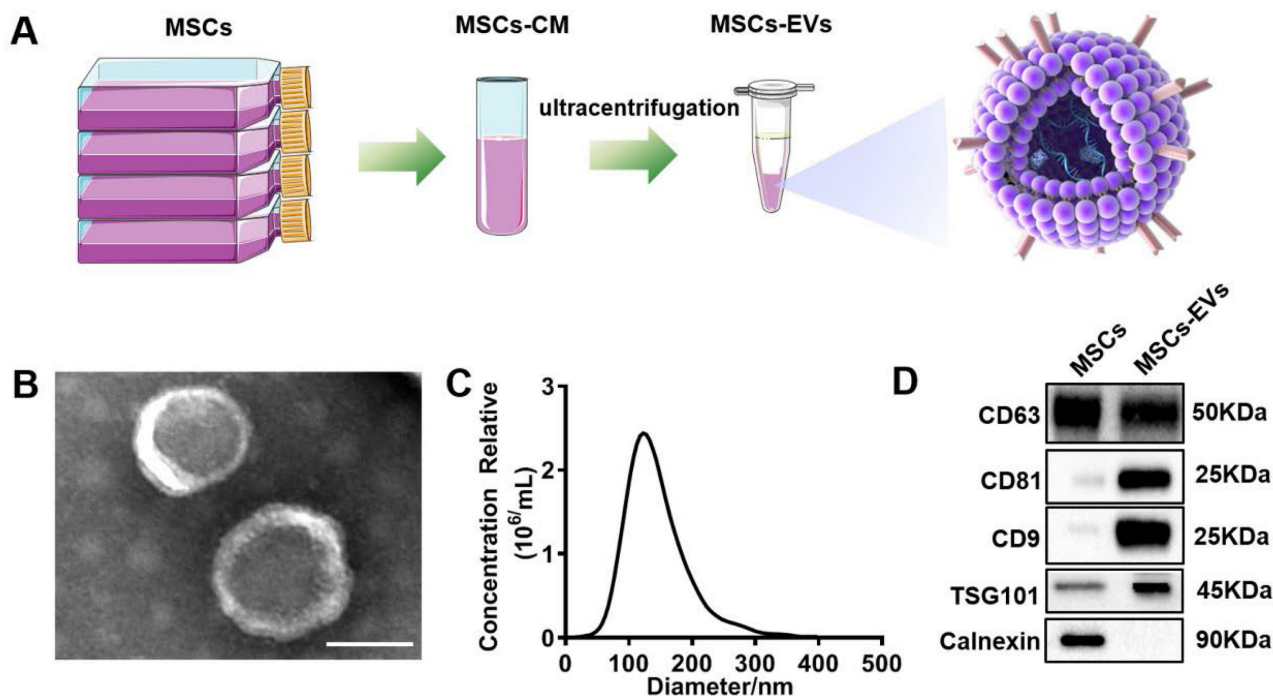 A
MSCs
MSCs-CM
MSCs-EVs
ultracentrifugation
B
C
Concentration Relative
(10⁶/mL)
3
2
1
0
0 100 200 300 400 500
Diameter/nm
D
MSCs
MSCs-EVs
CD63 50KDa
CD81 25KDa
CD9 25KDa
TSG101 45KDa
Calnexin 90KDa